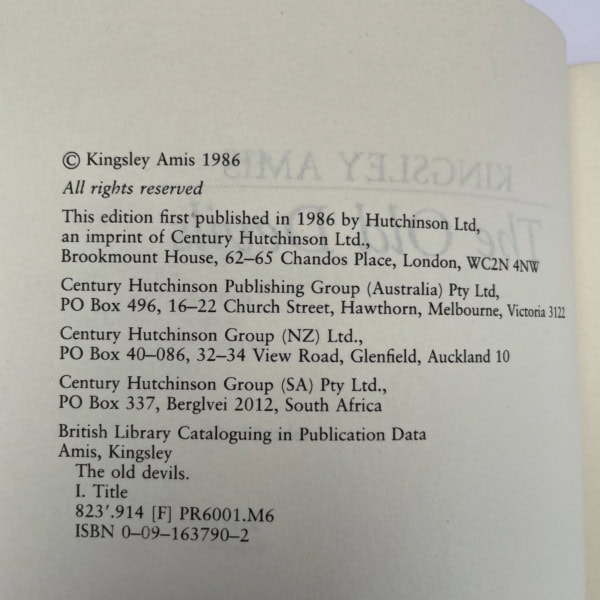 © Kingsley Amis 1986
All rights reserved
This edition first published in 1986 by Hutchinson Ltd,
an imprint of Century Hutchinson Ltd.,
Brookmount House, 62–65 Chandos Place, London, WC2N 4NW
Century Hutchinson Publishing Group (Australia) Pty Ltd,
PO Box 496, 16–22 Church Street, Hawthorn, Melbourne, Victoria 3122
Century Hutchinson Group (NZ) Ltd.,
PO Box 40–086, 32–34 View Road, Glenfield, Auckland 10
Century Hutchinson Group (SA) Pty Ltd.,
PO Box 337, Berglvei 2012, South Africa
British Library Cataloguing in Publication Data
Amis, Kingsley
The old devils.
I. Title
823′.914 [F] PR6001.M6
ISBN 0–09–163790–2
KINGSLEY AMIS
The Old Devils